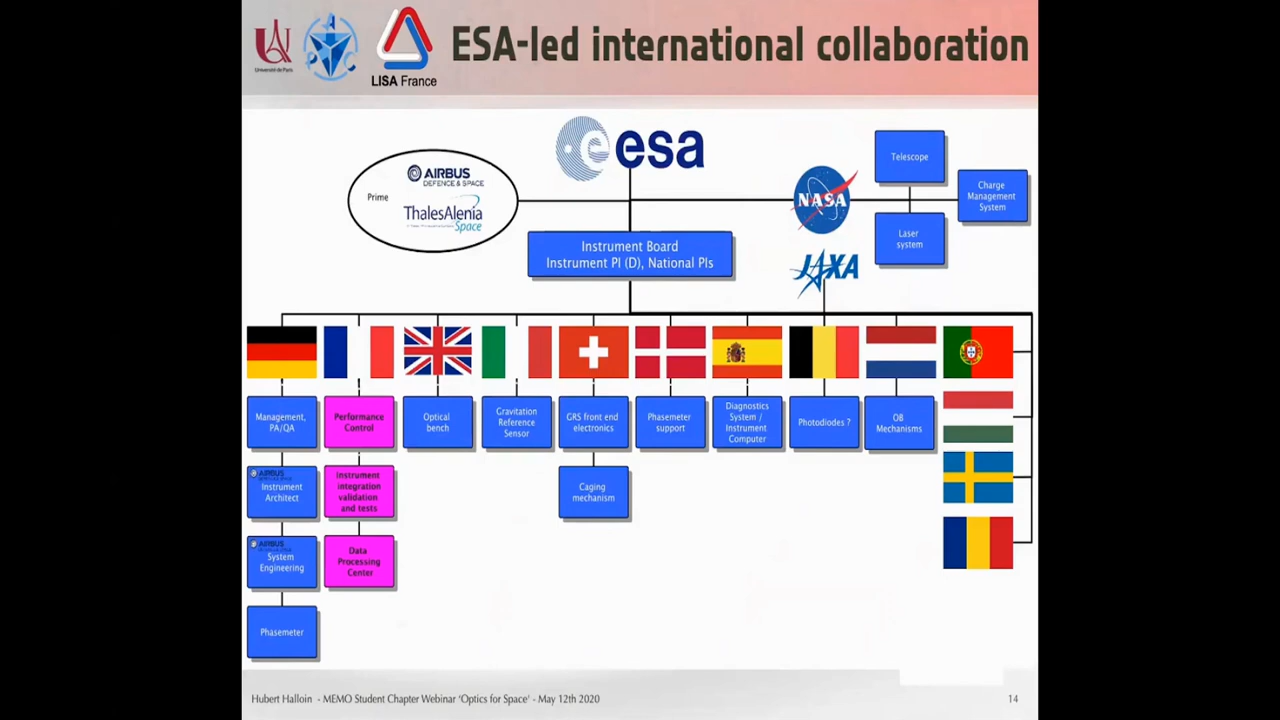 Université de Paris
LISA France
ESA-led international collaboration
esa
Prime
AIRBUS
DEFENCE & SPACE
ThalesAlenia
Space
NASA
JAXA
Telescope
Charge
Management
System
Laser
system
Instrument Board
Instrument PI (D), National PIs
Management,
PA/QA
Performance
Control
Optical
bench
Gravitation
Reference
Sensor
GRS front end
electronics
Phasemeter
support
Diagnostics
System /
Instrument
Computer
Photodiodes ?
OB
Mechanisms
AIRBUS
Instrument
Architect
Instrument
integration
validation
and tests
Caging
mechanism
AIRBUS
System
Engineering
Data
Processing
Center
Phasemeter
Hubert Halloin - MEMO Student Chapter Webinar 'Optics for Space' - May 12th 2020
14